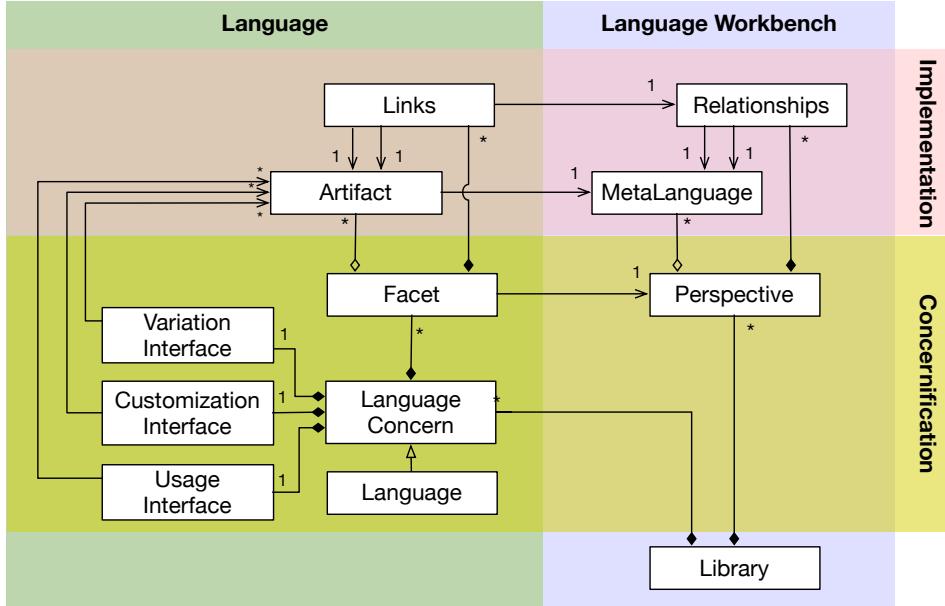 Language
Language Workbench
Implementation
Links
1
Relationships
1
1
*
1
1
*
*
*
*
Artifact
1
MetaLanguage
*
*
Facet
1
Perspective
*
*
Variation
Interface
1
Customization
Interface
1
Language
Concern
*
Usage
Interface
1
Language
Concernification
Library